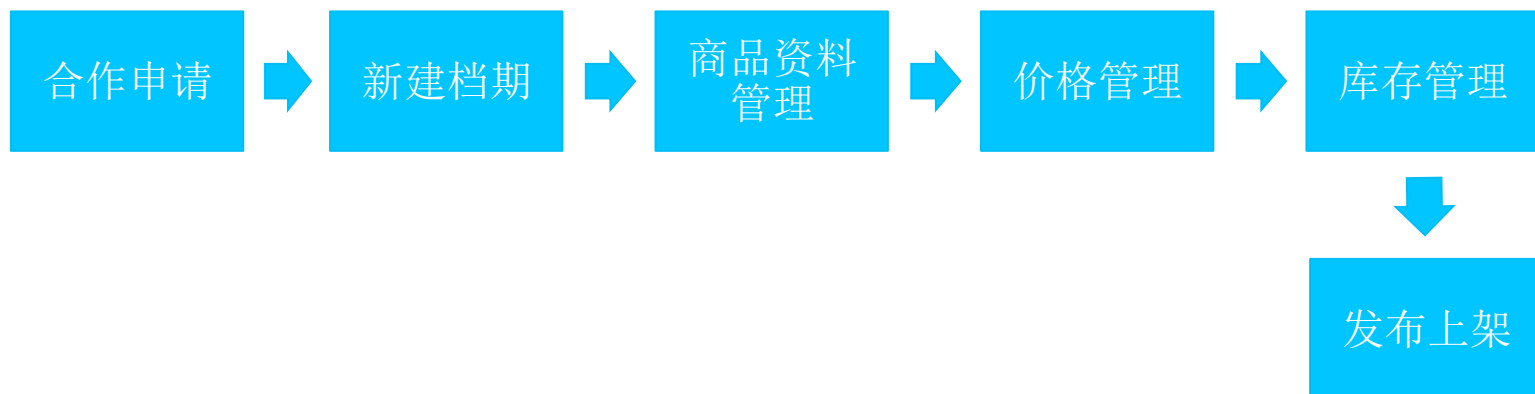 合作申请
新建档期
商品资料
管理
价格管理
库存管理
发布上架